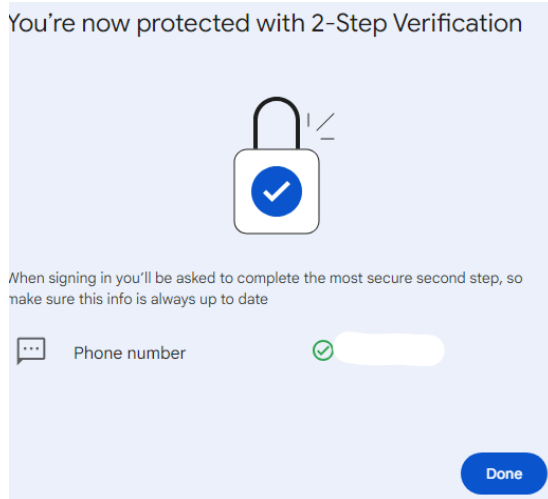 You're now protected with 2-Step Verification
When signing in you'll be asked to complete the most secure second step, so
make sure this info is always up to date
Phone number
Done